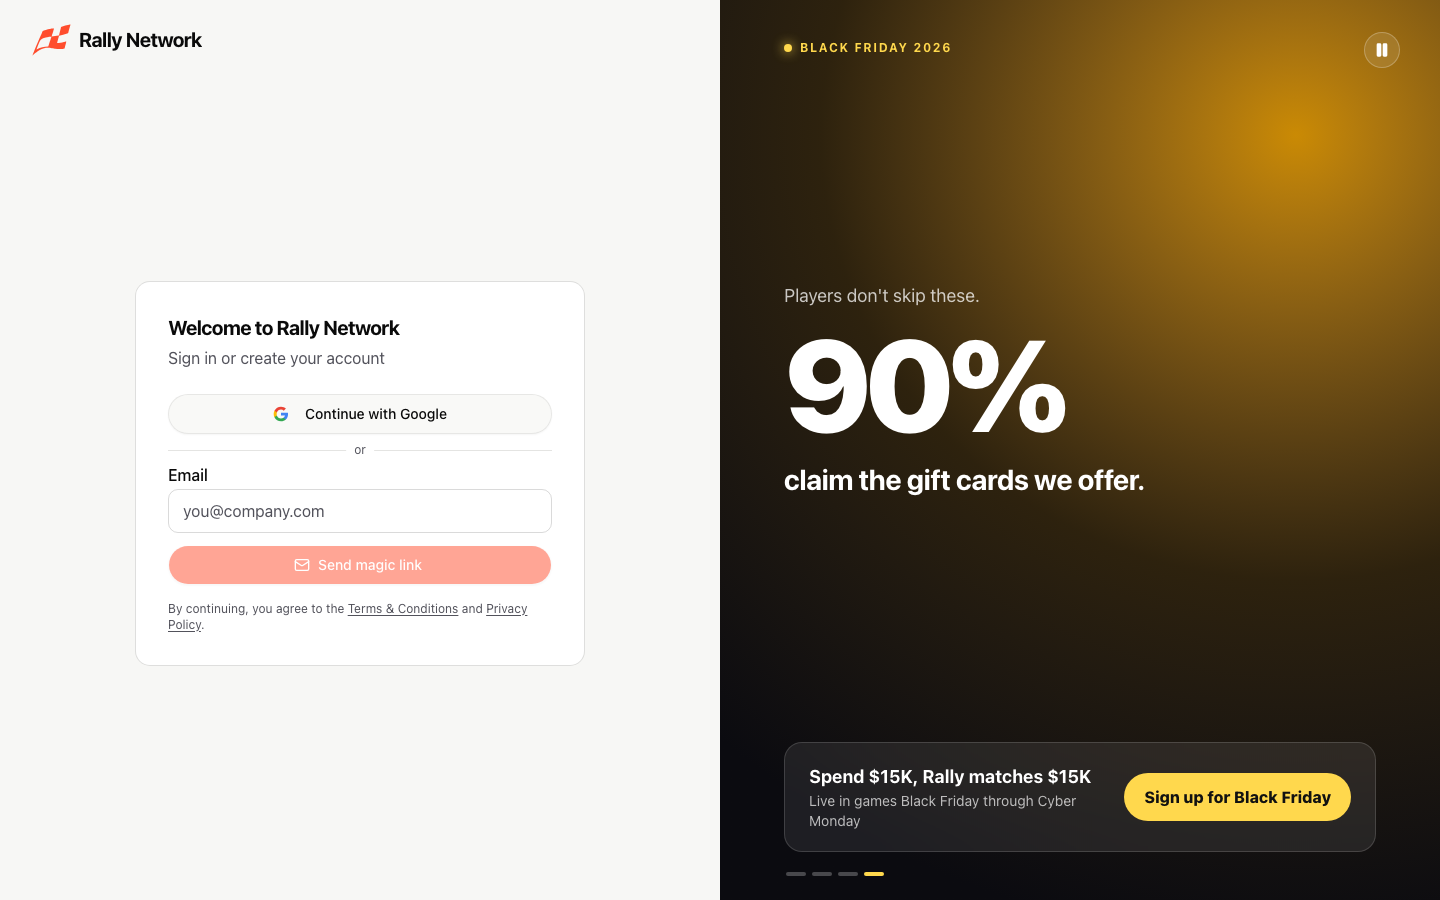 Rally Network
Welcome to Rally Network
Sign in or create your account
Continue with Google
or
Email
you@company.com
Send magic link
By continuing, you agree to the Terms & Conditions and Privacy
Policy.
BLACK FRIDAY 2026
Players don't skip these.
90%
claim the gift cards we offer.
Spend $15K, Rally matches $15K
Live in games Black Friday through Cyber
Monday
Sign up for Black Friday